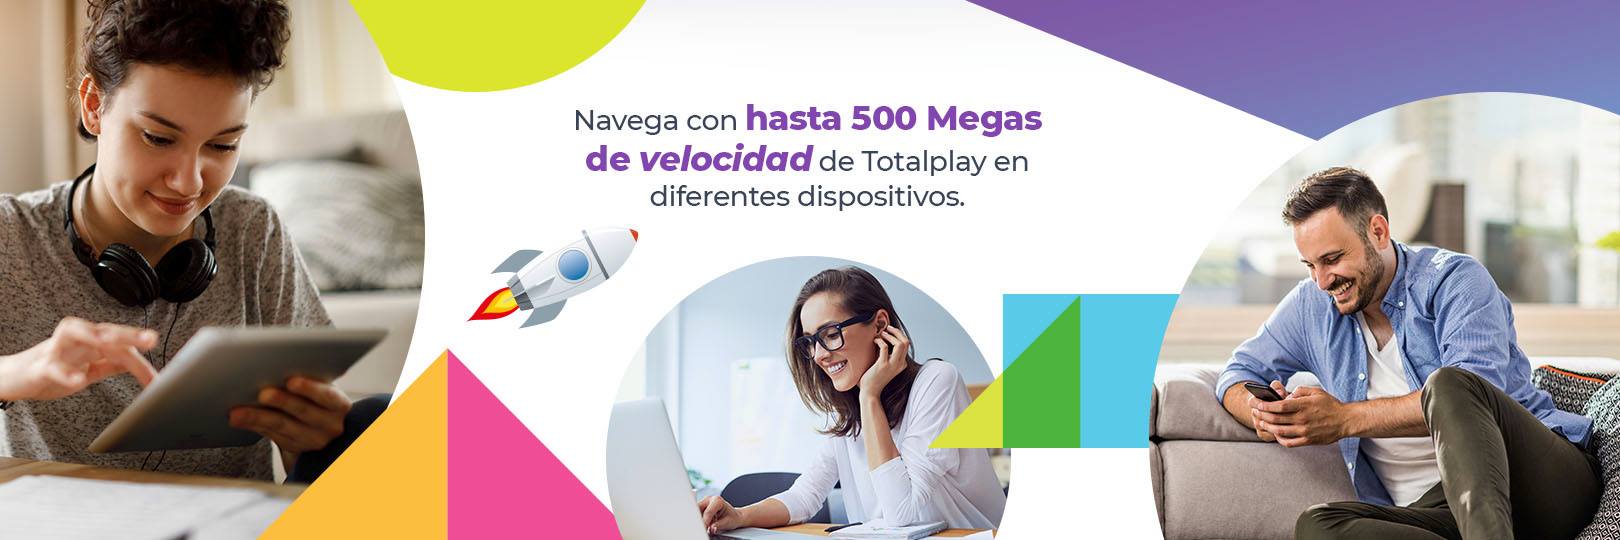 Navega con hasta 500 Megas
de velocidad de Totalplay en
diferentes dispositivos.